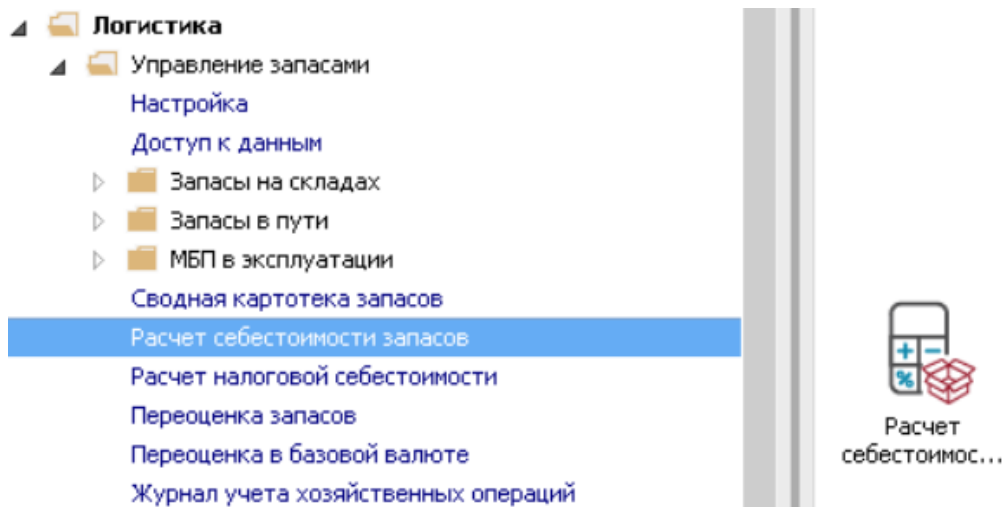 Логистика
Управление запасами
Настройка
Доступ к данным
Запасы на складах
Запасы в пути
МБП в эксплуатации
Сводная картотека запасов
Расчет себестоимости запасов
Расчет налоговой себестоимости
Переоценка запасов
Переоценка в базовой валюте
Журнал учета хозяйственных операций
+ −
%
Расчет
себестоимос...